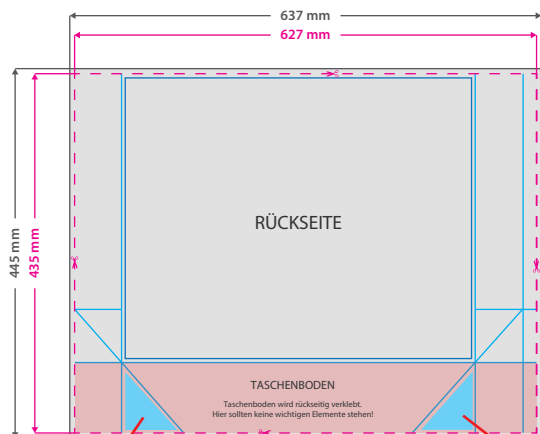 637 mm
627 mm
445 mm
435 mm
RÜCKSEITE
TASCHENBODEN
Taschenboden wird rückseitig verklebt.
Hier sollten keine wichtigen Elemente stehen!